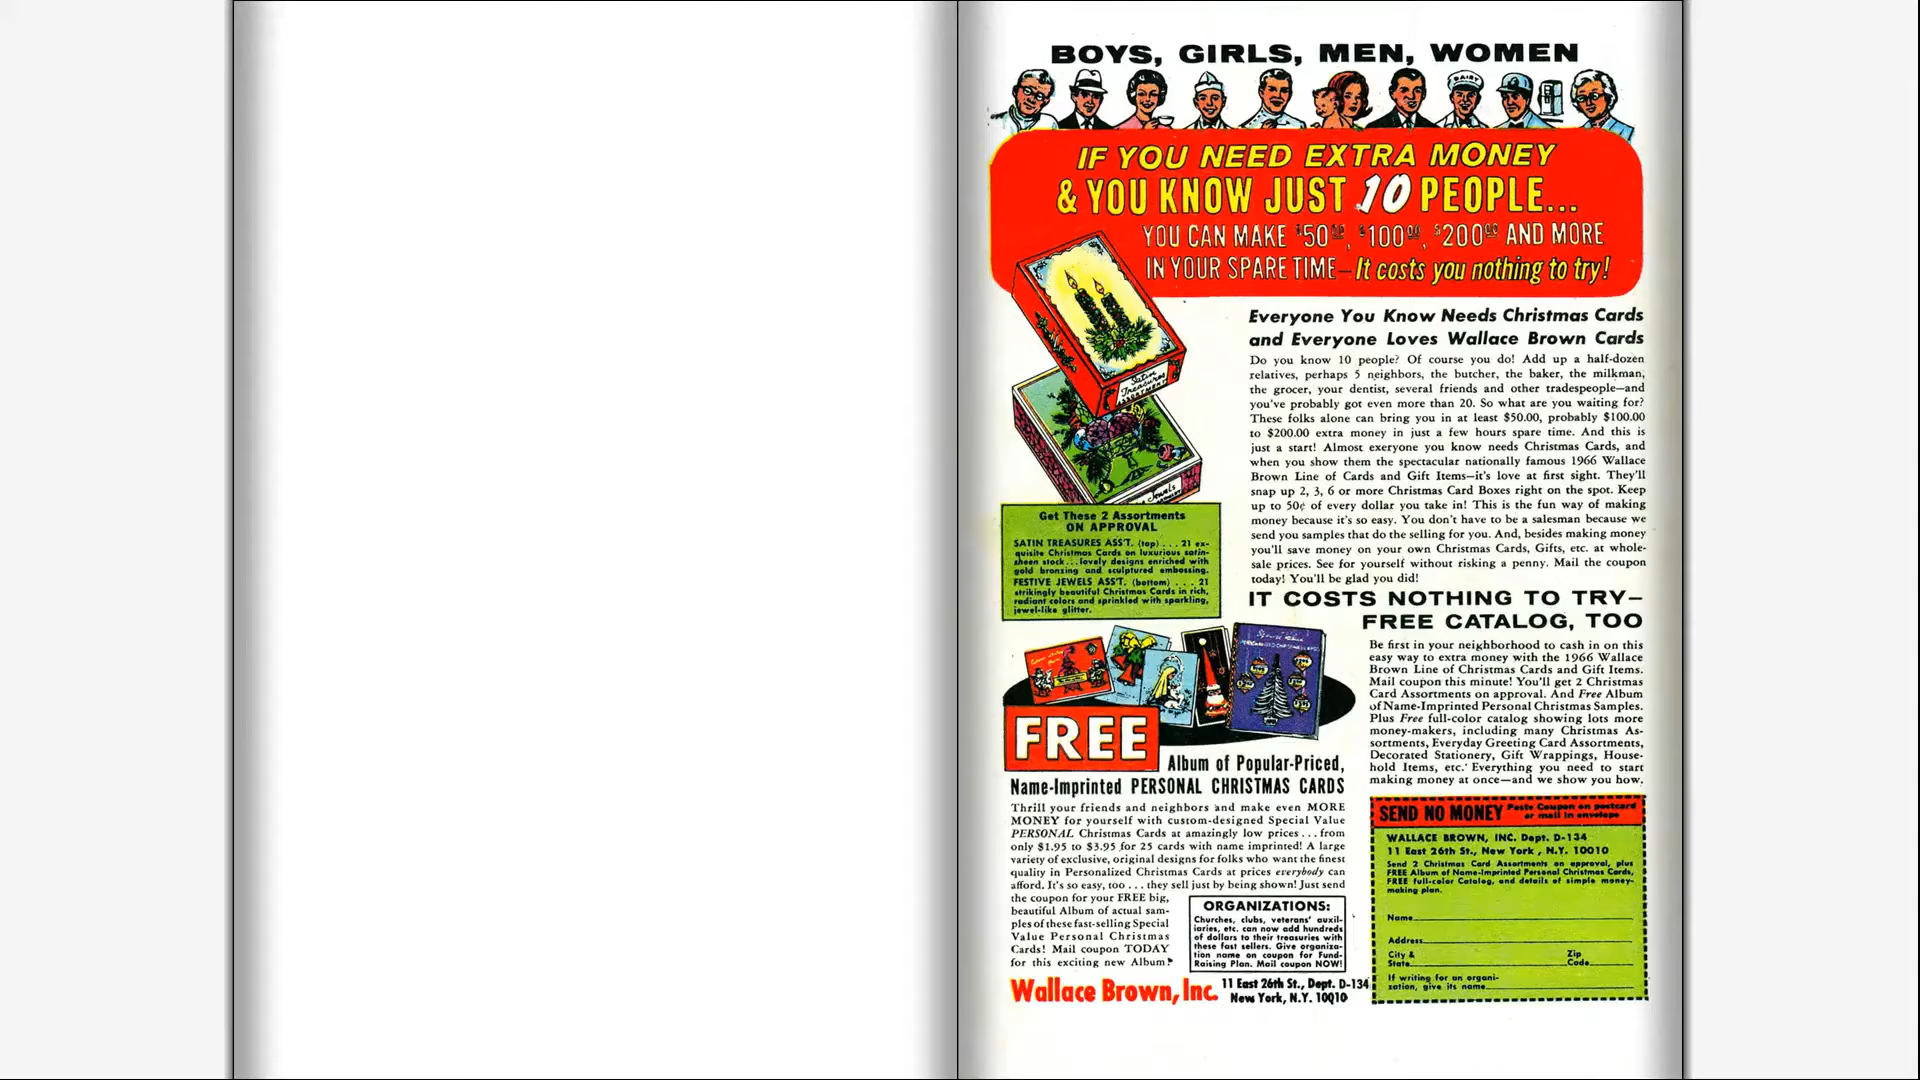 BOYS, GIRLS, MEN, WOMEN
DAIRY
IF YOU NEED EXTRA MONEY
& YOU KNOW JUST 10 PEOPLE...
YOU CAN MAKE $50.00, $100.00, $200.00 AND MORE
IN YOUR SPARE TIME—It costs you nothing to try!
Satin
Treasures
ASSORTMENT
Jewels
Everyone You Know Needs Christmas Cards
and Everyone Loves Wallace Brown Cards
Do you know 10 people? Of course you do! Add up a half-dozen
relatives, perhaps 5 neighbors, the butcher, the baker, the milkman,
the grocer, your dentist, several friends and other tradespeople—and
you've probably got even more than 20. So what are you waiting for?
These folks alone can bring you in at least $50.00, probably $100.00
to $200.00 extra money in just a few hours spare time. And this is
just a start! Almost exeryone you know needs Christmas Cards, and
when you show them the spectacular nationally famous 1966 Wallace
Brown Line of Cards and Gift Items—it's love at first sight. They'll
snap up 2, 3, 6 or more Christmas Card Boxes right on the spot. Keep
up to 50¢ of every dollar you take in! This is the fun way of making
money because it's so easy. You don't have to be a salesman because we
send you samples that do the selling for you. And, besides making money
you'll save money on your own Christmas Cards, Gifts, etc. at whole-
sale prices. See for yourself without risking a penny. Mail the coupon
today! You'll be glad you did!
Get These 2 Assortments
ON APPROVAL
SATIN TREASURES ASS'T. (top) . . . 21 ex-
quisite Christmas Cards on luxurious satin-
sheen stock...lovely designs enriched with
gold bronzing and sculptured embossing.
FESTIVE JEWELS ASS'T. (bottom) . . . 21
strikingly beautiful Christmas Cards in rich,
radiant colors and sprinkled with sparkling,
jewel-like glitter.
IT COSTS NOTHING TO TRY—
FREE CATALOG, TOO
Be first in your neighborhood to cash in on this
easy way to extra money with the 1966 Wallace
Brown Line of Christmas Cards and Gift Items.
Mail coupon this minute! You'll get 2 Christmas
Card Assortments on approval. And Free Album
of Name-Imprinted Personal Christmas Samples.
Plus Free full-color catalog showing lots more
money-makers, including many Christmas As-
sortments, Everyday Greeting Card Assortments,
Decorated Stationery, Gift Wrappings, House-
hold Items, etc. Everything you need to start
making money at once—and we show you how.
FREE
Album of Popular-Priced,
Name-Imprinted PERSONAL CHRISTMAS CARDS
Thrill your friends and neighbors and make even MORE
MONEY for yourself with custom-designed Special Value
PERSONAL Christmas Cards at amazingly low prices . . . from
only $1.95 to $3.95 for 25 cards with name imprinted! A large
variety of exclusive, original designs for folks who want the finest
quality in Personalized Christmas Cards at prices everybody can
afford. It's so easy, too . . . they sell just by being shown! Just send
the coupon for your FREE big,
beautiful Album of actual sam-
ples of these fast-selling Special
Value Personal Christmas
Cards! Mail coupon TODAY
for this exciting new Album!
ORGANIZATIONS:
Churches, clubs, veterans' auxil-
iaries, etc. can now add hundreds
of dollars to their treasuries with
these fast sellers. Give organiza-
tion name on coupon for Fund-
Raising Plan. Mail coupon NOW!
Wallace Brown, Inc.
11 East 26th St., Dept. D-134
New York, N.Y. 10010
SEND NO MONEY
Paste Coupon on postcard
or mail in envelope
WALLACE BROWN, INC. Dept. D-134
11 East 26th St., New York , N.Y. 10010
Send 2 Christmas Card Assortments on approval, plus
FREE Album of Name-Imprinted Personal Christmas Cards,
FREE full-color Catalog, and details of simple money-
making plan.
Name
Address
City &
State
Zip
Code
If writing for an organi-
zation, give its name